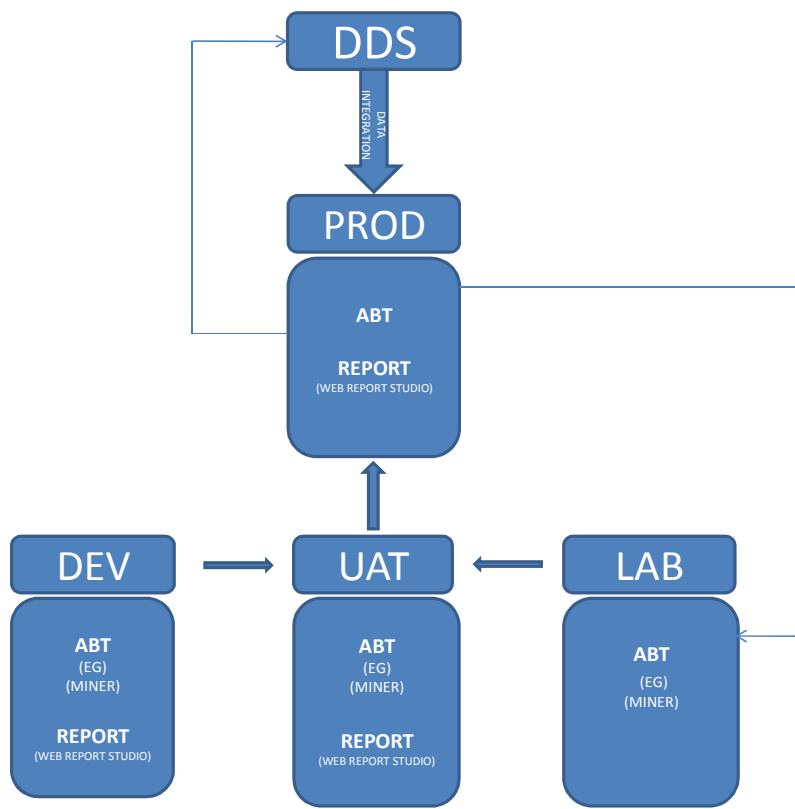 DDS
DATA
INTEGRATION
PROD
ABT
REPORT
(WEB REPORT STUDIO)
DEV
UAT
LAB
ABT
(EG)
(MINER)
REPORT
(WEB REPORT STUDIO)
ABT
(EG)
(MINER)
REPORT
(WEB REPORT STUDIO)
ABT
(EG)
(MINER)